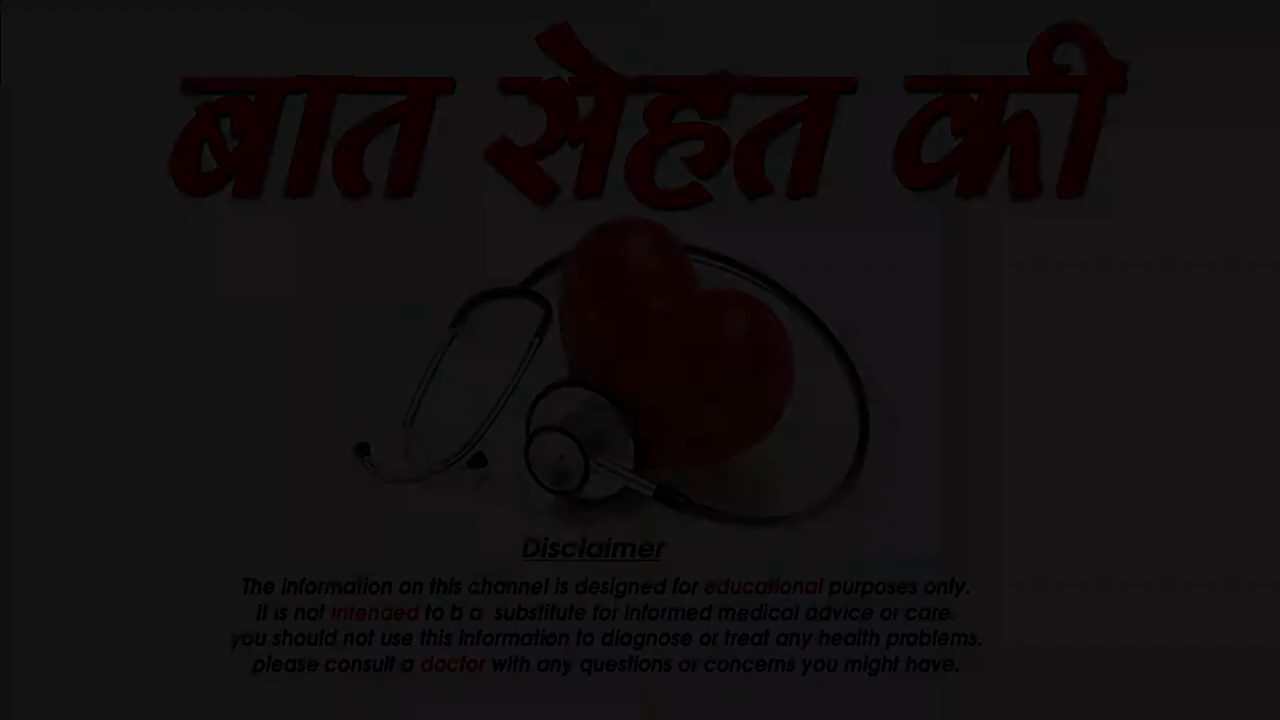 बात सेहत की
Disclaimer
The information on this channel is designed for educational purposes only.
it is not intended to b a substitute for informed medical advice or care.
you should not use this information to diagnose or treat any health problems.
please consult a doctor with any questions or concerns you might have.